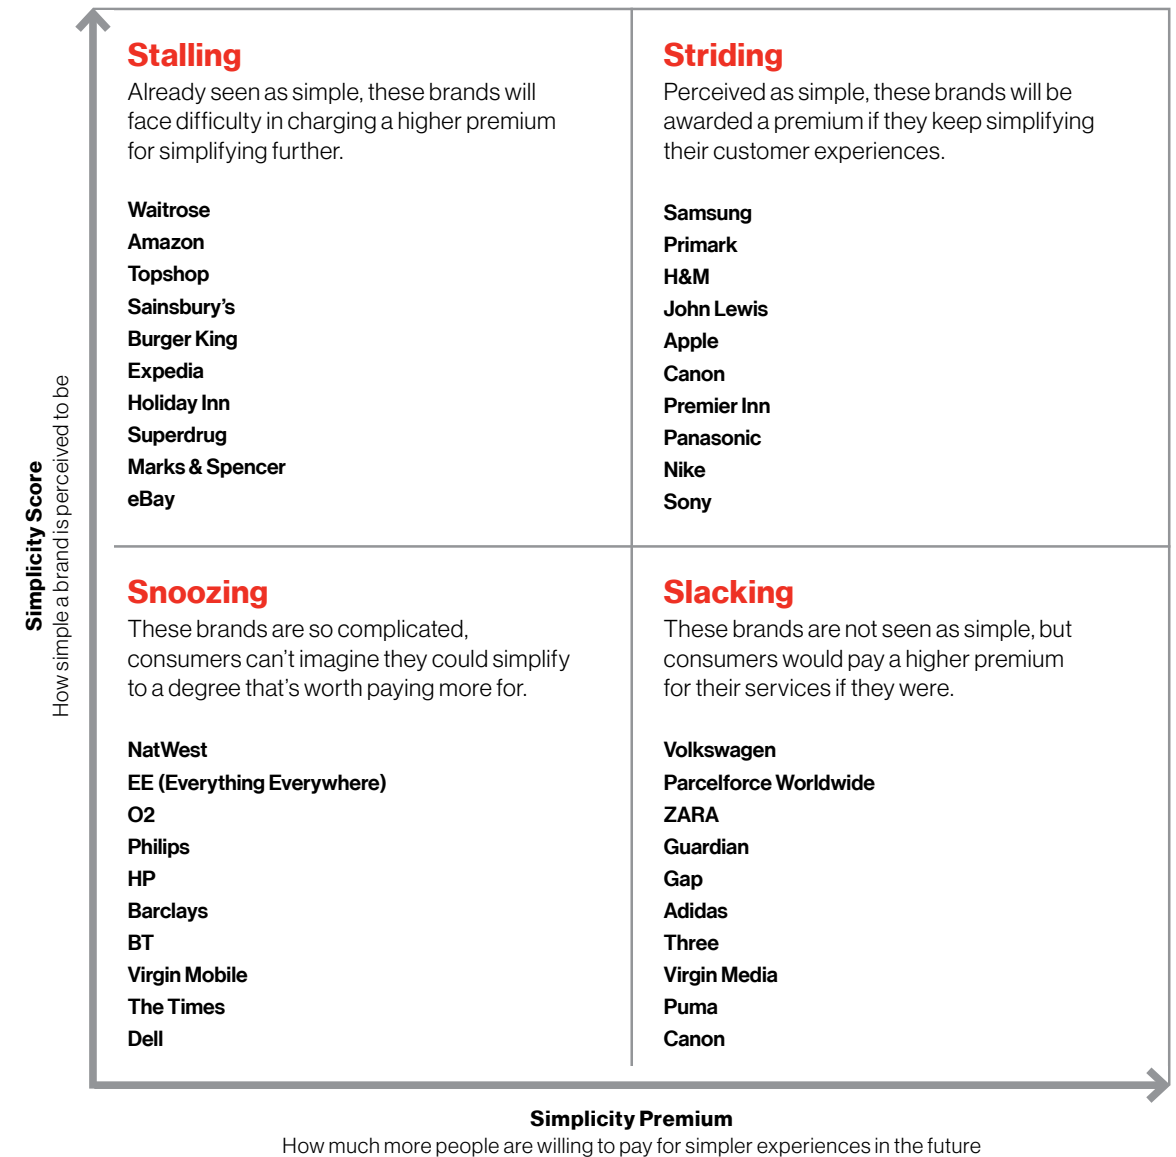 Stalling
Already seen as simple, these brands will
face difficulty in charging a higher premium
for simplifying further.
Waitrose
Amazon
Topshop
Sainsbury’s
Burger King
Expedia
Holiday Inn
Superdrug
Marks & Spencer
eBay
Striding
Perceived as simple, these brands will be
awarded a premium if they keep simplifying
their customer experiences.
Samsung
Primark
H&M
John Lewis
Apple
Canon
Premier Inn
Panasonic
Nike
Sony
Snoozing
These brands are so complicated,
consumers can’t imagine they could simplify
to a degree that’s worth paying more for.
NatWest
EE (Everything Everywhere)
O2
Philips
HP
Barclays
BT
Virgin Mobile
The Times
Dell
Slacking
These brands are not seen as simple, but
consumers would pay a higher premium
for their services if they were.
Volkswagen
Parcelforce Worldwide
ZARA
Guardian
Gap
Adidas
Three
Virgin Media
Puma
Canon
Simplicity Score
How simple a brand is perceived to be
Simplicity Premium
How much more people are willing to pay for simpler experiences in the future